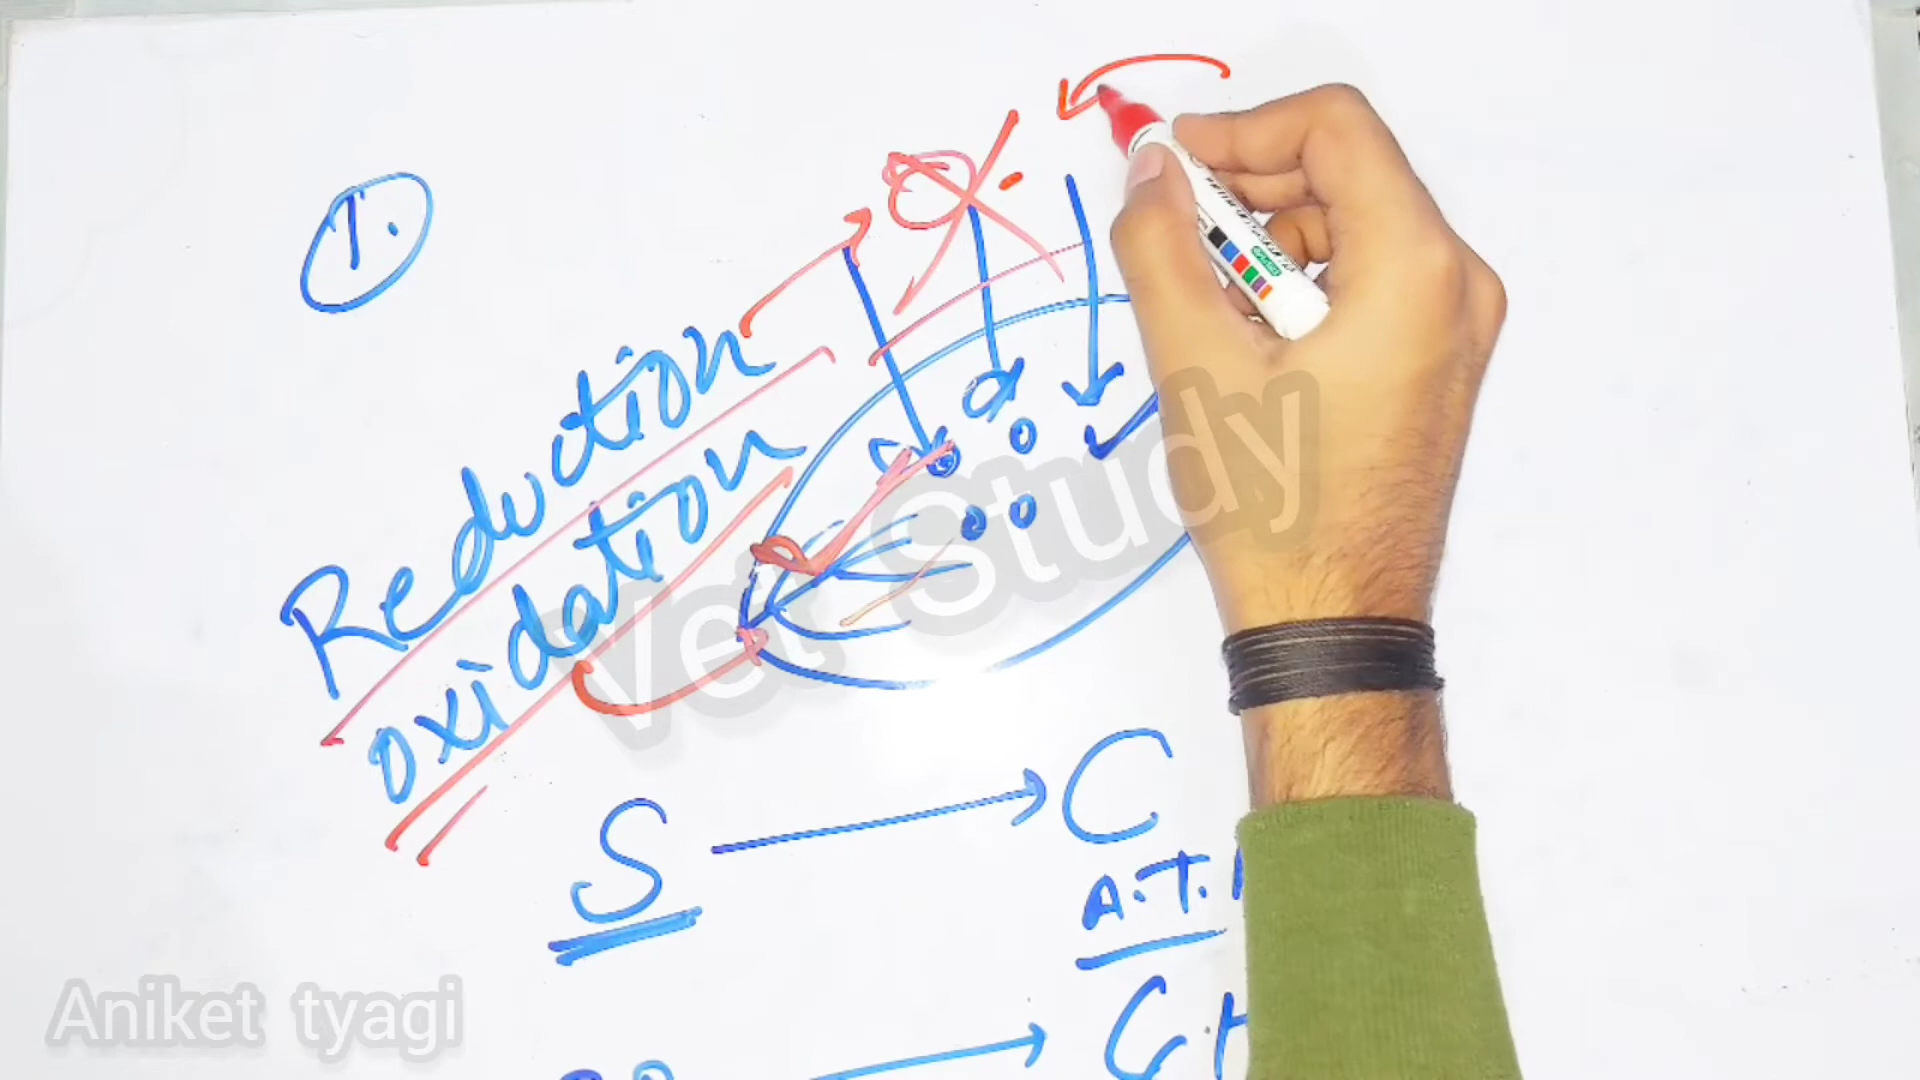 1.
Reduction
oxidation
Vet Study
S → C
A.T.
C.H
Aniket tyagi